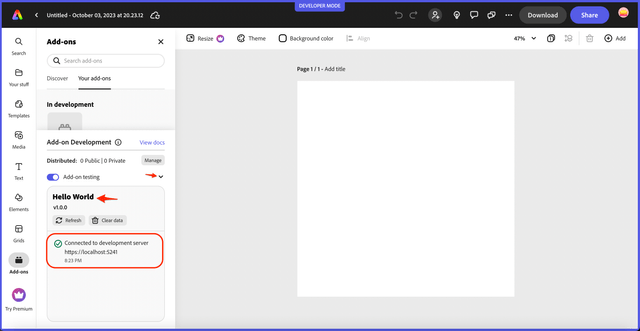 DEVELOPER MODE
Untitled - October 03, 2023 at 20.23.12
Download
Share
Search
Your stuff
Templates
Media
Text
Elements
Grids
Add-ons
Try Premium
Add-ons
Search add-ons
Discover
Your add-ons
In development
Add-on Development
View docs
Distributed: 0 Public | 0 Private
Manage
Add-on testing
Hello World
v1.0.0
Refresh
Clear data
Connected to development server
https://localhost:5241
8:23 PM
Resize
Theme
Background color
Align
47%
Add
Page 1 / 1 - Add title